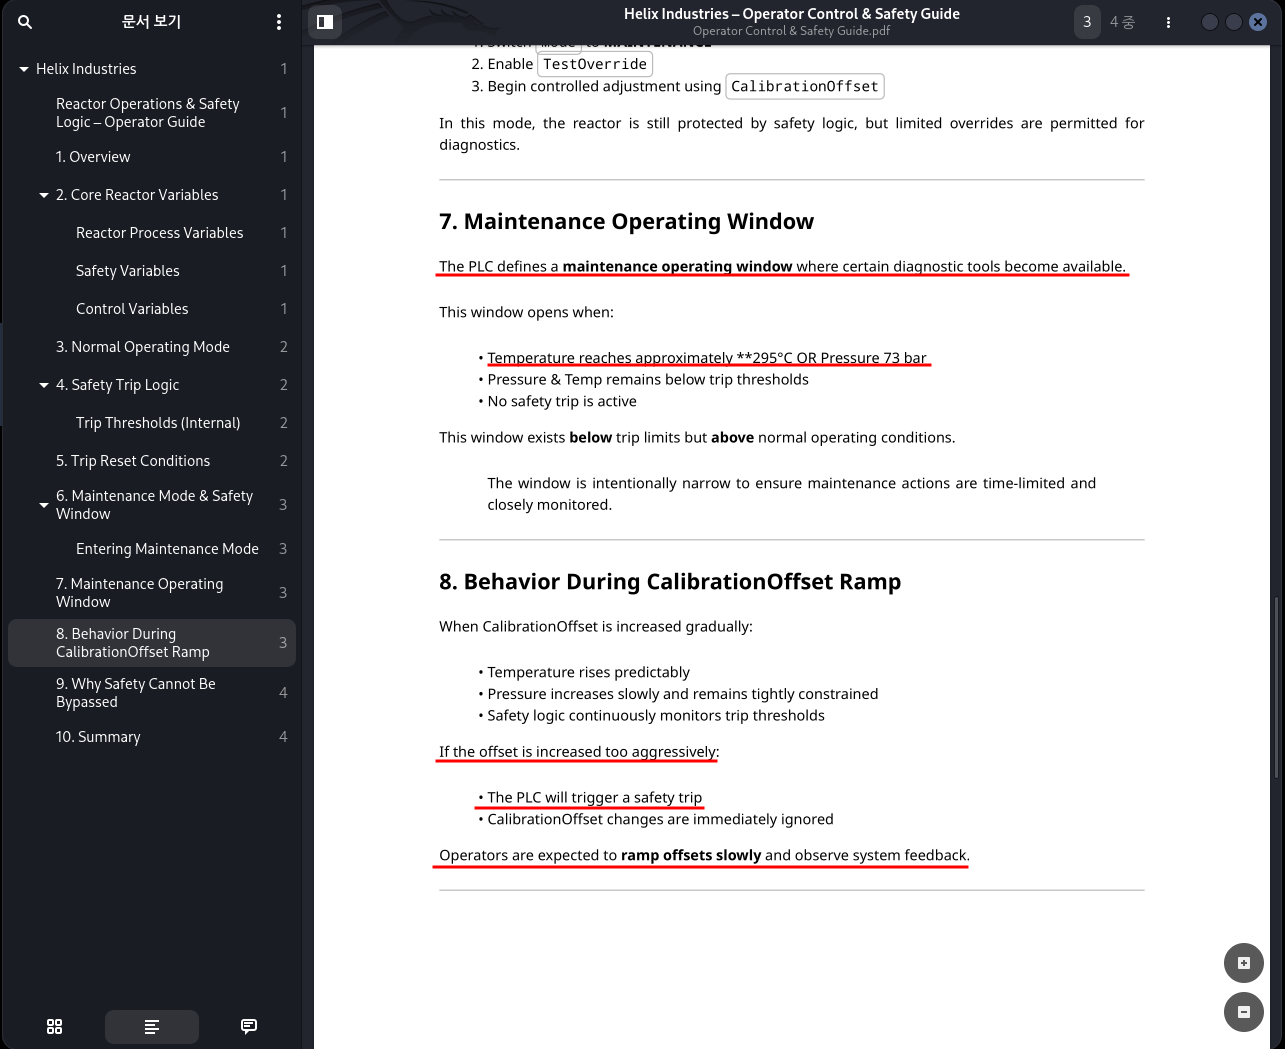 문서 보기
Helix Industries – Operator Control & Safety Guide
Operator Control & Safety Guide.pdf
3
4 중
Helix Industries 1
Reactor Operations & Safety
Logic – Operator Guide 1
1. Overview 1
2. Core Reactor Variables 1
Reactor Process Variables 1
Safety Variables 1
Control Variables 1
3. Normal Operating Mode 2
4. Safety Trip Logic 2
Trip Thresholds (Internal) 2
5. Trip Reset Conditions 2
6. Maintenance Mode & Safety
Window 3
Entering Maintenance Mode 3
7. Maintenance Operating
Window 3
8. Behavior During
CalibrationOffset Ramp 3
9. Why Safety Cannot Be
Bypassed 4
10. Summary 4
1. Switch mode to MAINTENANCE
2. Enable TestOverride
3. Begin controlled adjustment using CalibrationOffset
In this mode, the reactor is still protected by safety logic, but limited overrides are permitted for
diagnostics.
7. Maintenance Operating Window
The PLC defines a maintenance operating window where certain diagnostic tools become available.
This window opens when:
• Temperature reaches approximately **295°C OR Pressure 73 bar
• Pressure & Temp remains below trip thresholds
• No safety trip is active
This window exists below trip limits but above normal operating conditions.
The window is intentionally narrow to ensure maintenance actions are time-limited and
closely monitored.
8. Behavior During CalibrationOffset Ramp
When CalibrationOffset is increased gradually:
• Temperature rises predictably
• Pressure increases slowly and remains tightly constrained
• Safety logic continuously monitors trip thresholds
If the offset is increased too aggressively:
• The PLC will trigger a safety trip
• CalibrationOffset changes are immediately ignored
Operators are expected to ramp offsets slowly and observe system feedback.